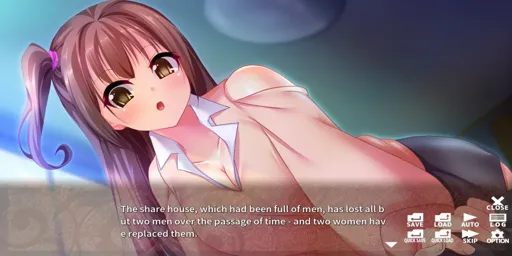 The share house, which had been full of men, has lost all b
ut two men over the passage of time - and two women hav
e replaced them.
CLOSE
SAVE LOAD AUTO LOG
QUICK SAVE QUICK LOAD SKIP OPTION